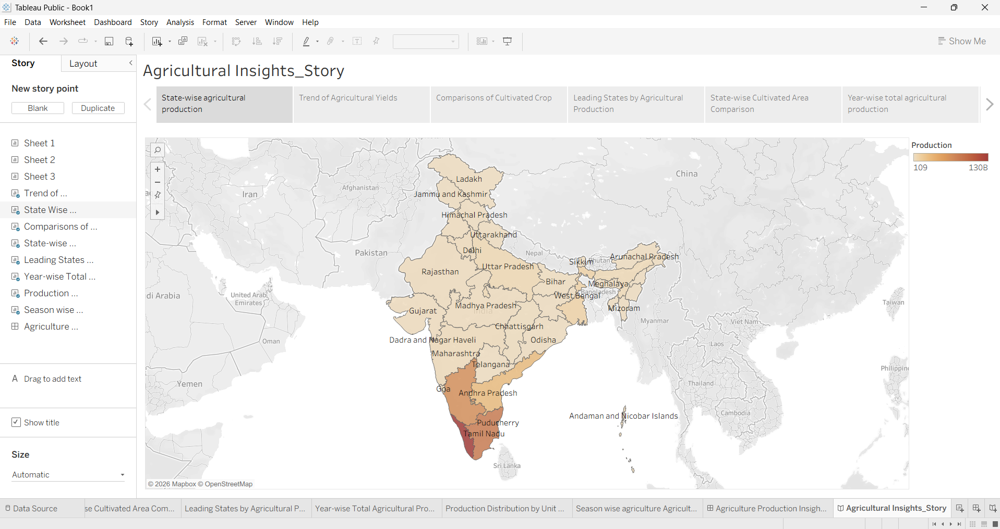 Tableau Public - Book1
File Data Worksheet Dashboard Story Analysis Format Server Window Help
Show Me
Story
Layout
New story point
Blank
Duplicate
Sheet 1
Sheet 2
Sheet 3
Trend of ...
State Wise ...
Comparisons of ...
State-wise ...
Leading States ...
Year-wise Total ...
Production ...
Season wise ...
Agriculture ...
A Drag to add text
Show title
Size
Automatic
Agricultural Insights_Story
State-wise agricultural
production
Trend of Agricultural Yields
Comparisons of Cultivated Crop
Leading States by Agricultural
Production
State-wise Cultivated Area
Comparison
Year-wise total agricultural
production
Production
109
130B
China
Ladakh
Afghanistan
Iran
Jammu and Kashmir
Himachal Pradesh
Uttarakhand
Delhi
Pakistan
Nepal
Arunachal Pradesh
Sikkim
Bhutan
Uttar Pradesh
Rajasthan
Bihar
Meghalaya
Bangladesh
West Bengal
di Arabia
United Arab
Emirates
Taiwan
Madhya Pradesh
Mizoram
Gujarat
India
Myanmar
Viet Nam
Chhattisgarh
Oman
Dadra and Nagar Haveli
Odisha
Laos
Maharashtra
Telangana
Philippin
Yemen
Thailand
Goa
Andhra Pradesh
Cambodia
Andaman and Nicobar Islands
Puducherry
Tamil Nadu
Sri Lanka
© 2026 Mapbox © OpenStreetMap
Data Source
se Cultivated Area Com...
Leading States by Agricultural P...
Year-wise Total Agricultural Pro...
Production Distribution by Unit ...
Season wise agriculture Agricult...
Agriculture Production Insigh...
Agricultural Insights_Story